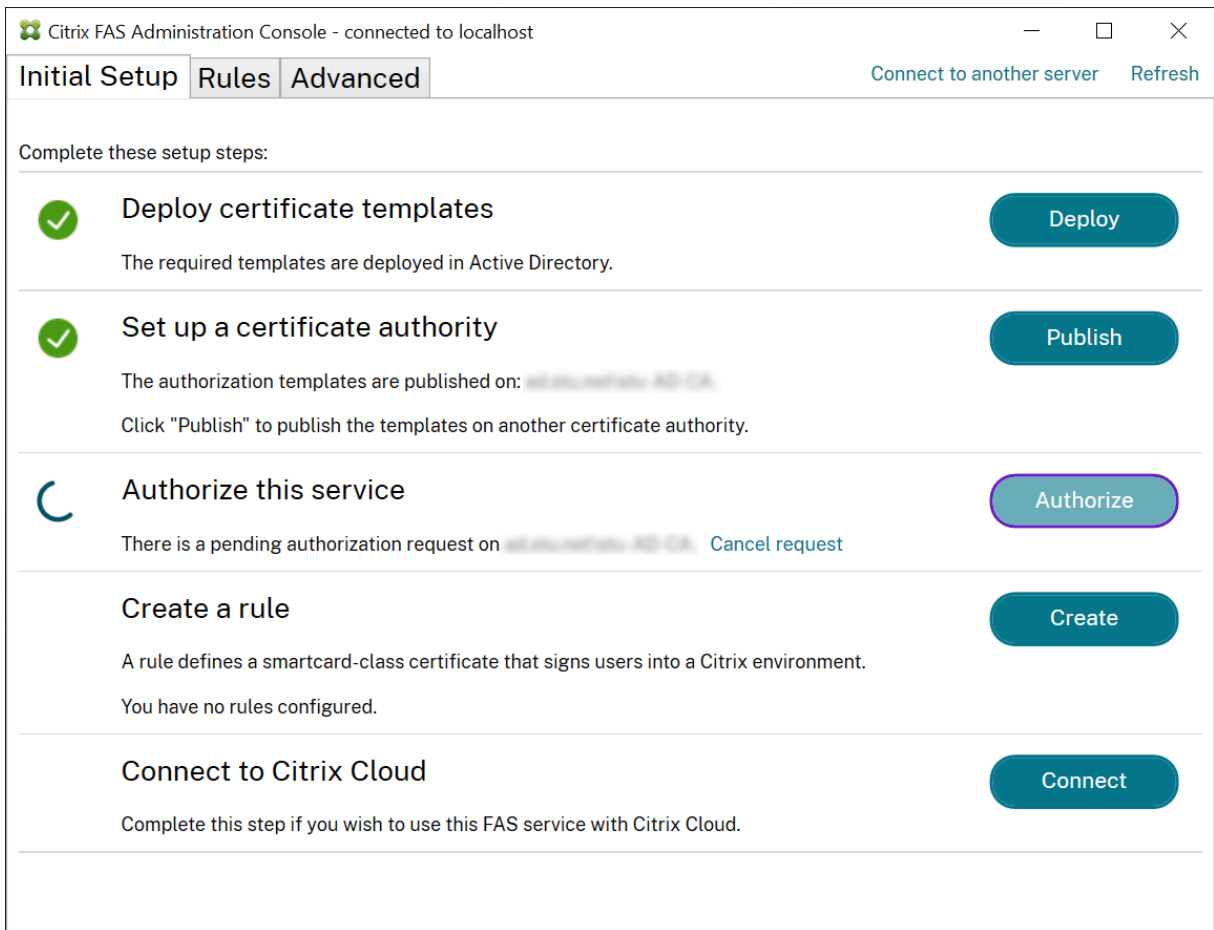 Citrix FAS Administration Console - connected to localhost
Initial Setup Rules Advanced Connect to another server Refresh
Complete these setup steps:
Deploy certificate templates Deploy
The required templates are deployed in Active Directory.
Set up a certificate authority Publish
The authorization templates are published on:
Click "Publish" to publish the templates on another certificate authority.
Authorize this service Authorize
There is a pending authorization request on Cancel request
Create a rule Create
A rule defines a smartcard-class certificate that signs users into a Citrix environment.
You have no rules configured.
Connect to Citrix Cloud Connect
Complete this step if you wish to use this FAS service with Citrix Cloud.